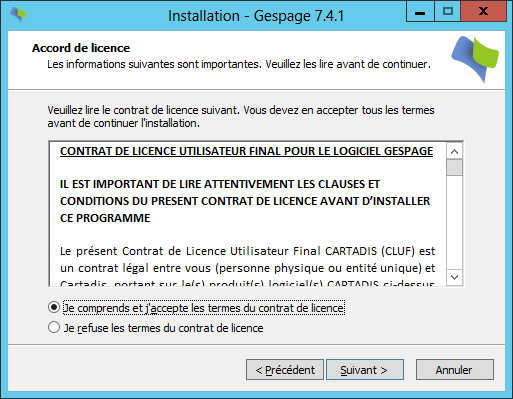 Installation - Gespage 7.4.1
Accord de licence
Les informations suivantes sont importantes. Veuillez les lire avant de continuer.
Veuillez lire le contrat de licence suivant. Vous devez en accepter tous les termes
avant de continuer l'installation.
CONTRAT DE LICENCE UTILISATEUR FINAL POUR LE LOGICIEL GESPAGE
IL EST IMPORTANT DE LIRE ATTENTIVEMENT LES CLAUSES ET
CONDITIONS DU PRESENT CONTRAT DE LICENCE AVANT D'INSTALLER
CE PROGRAMME
Le présent Contrat de Licence Utilisateur Final CARTADIS (CLUF) est
un contrat légal entre vous (personne physique ou entité unique) et
Cartadis, portant sur le(s) produit(s) logiciel(s) CARTADIS ci-dessus
Je comprends et j'accepte les termes du contrat de licence
Je refuse les termes du contrat de licence
< Précédent
Suivant >
Annuler